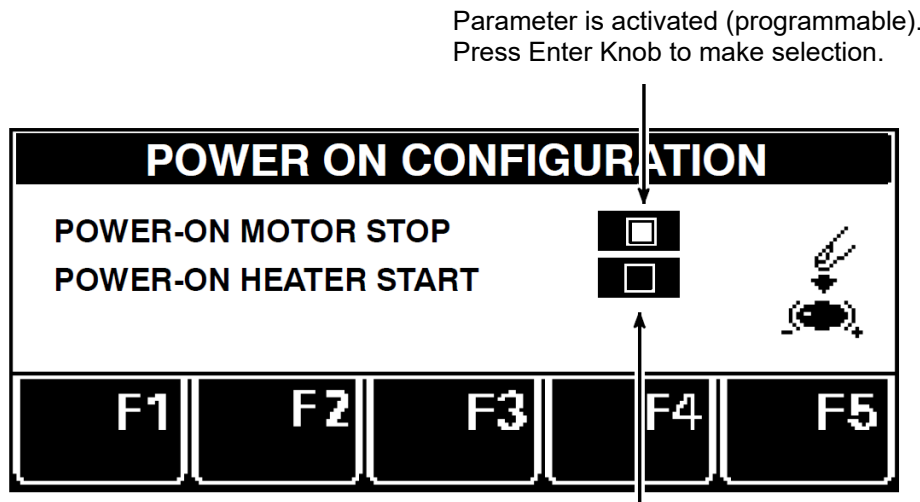 Parameter is activated (programmable).
Press Enter Knob to make selection.
POWER ON CONFIGURATION
POWER-ON MOTOR STOP
POWER-ON HEATER START
- +
F1 F2 F3 F4 F5